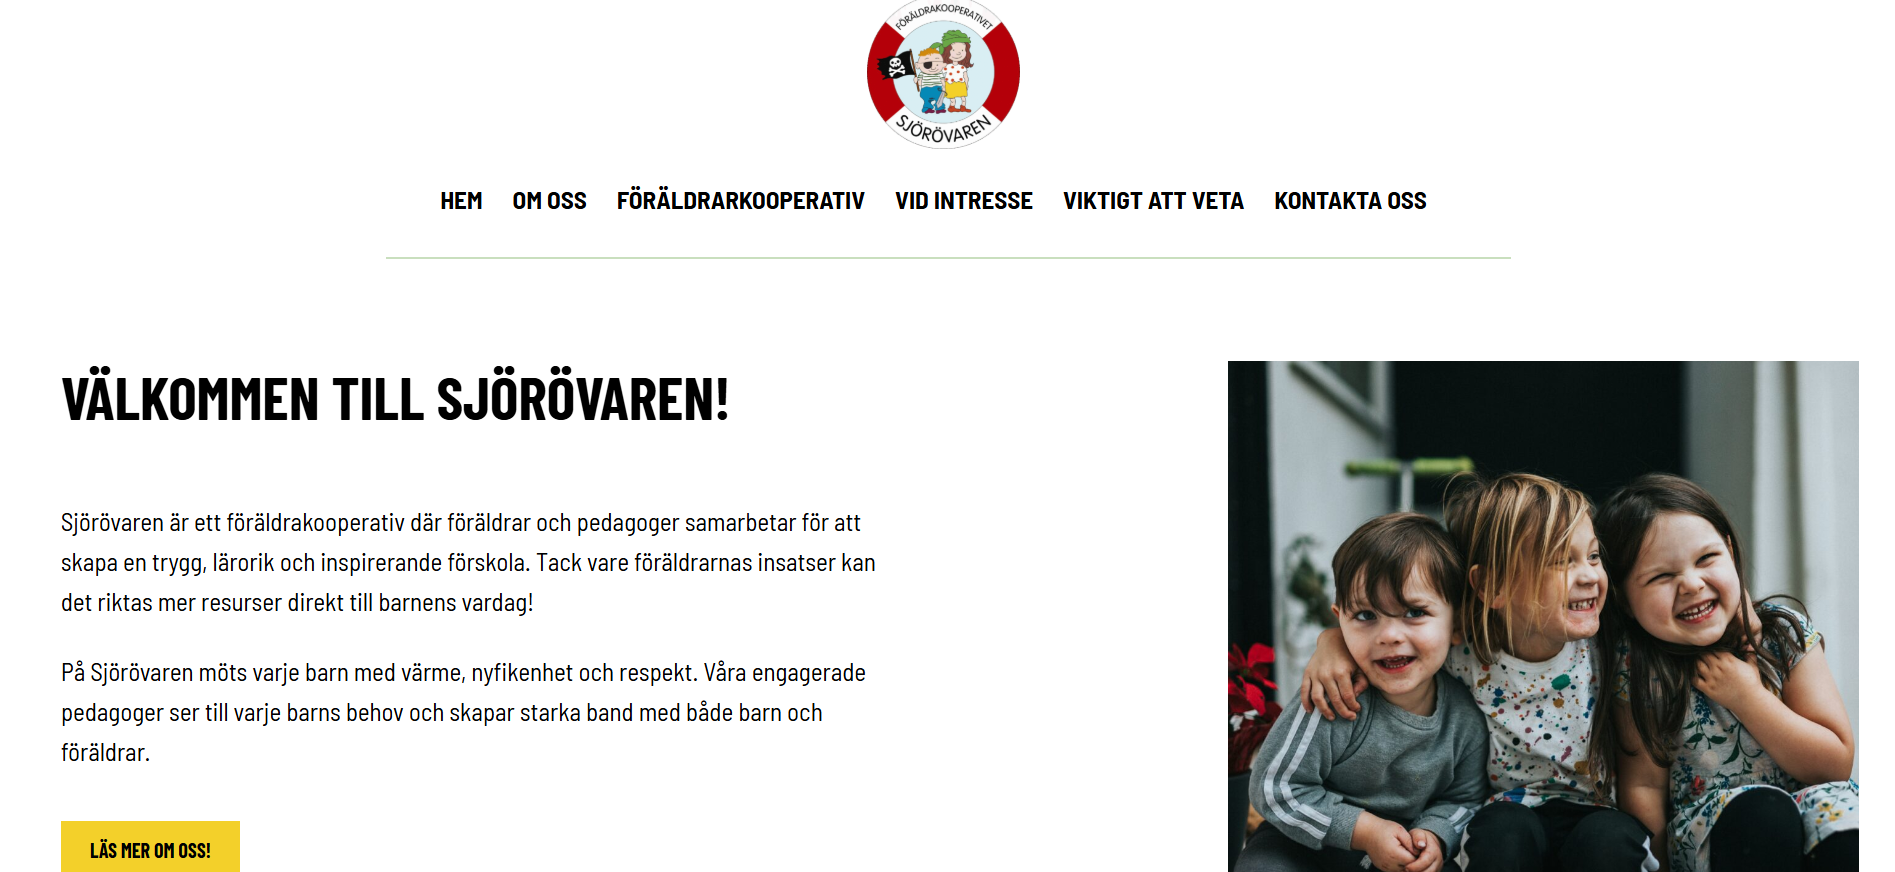 FÖRÄLDRAKOOPERATIVET
SJÖRÖVAREN
HEM OM OSS FÖRÄLDRARKOOPERATIV VID INTRESSE VIKTIGT ATT VETA KONTAKTA OSS
VÄLKOMMEN TILL SJÖRÖVAREN!
Sjörövaren är ett föräldrakooperativ där föräldrar och pedagoger samarbetar för att
skapa en trygg, lärorik och inspirerande förskola. Tack vare föräldrarnas insatser kan
det riktas mer resurser direkt till barnens vardag!
På Sjörövaren möts varje barn med värme, nyfikenhet och respekt. Våra engagerade
pedagoger ser till varje barns behov och skapar starka band med både barn och
föräldrar.
LÄS MER OM OSS!